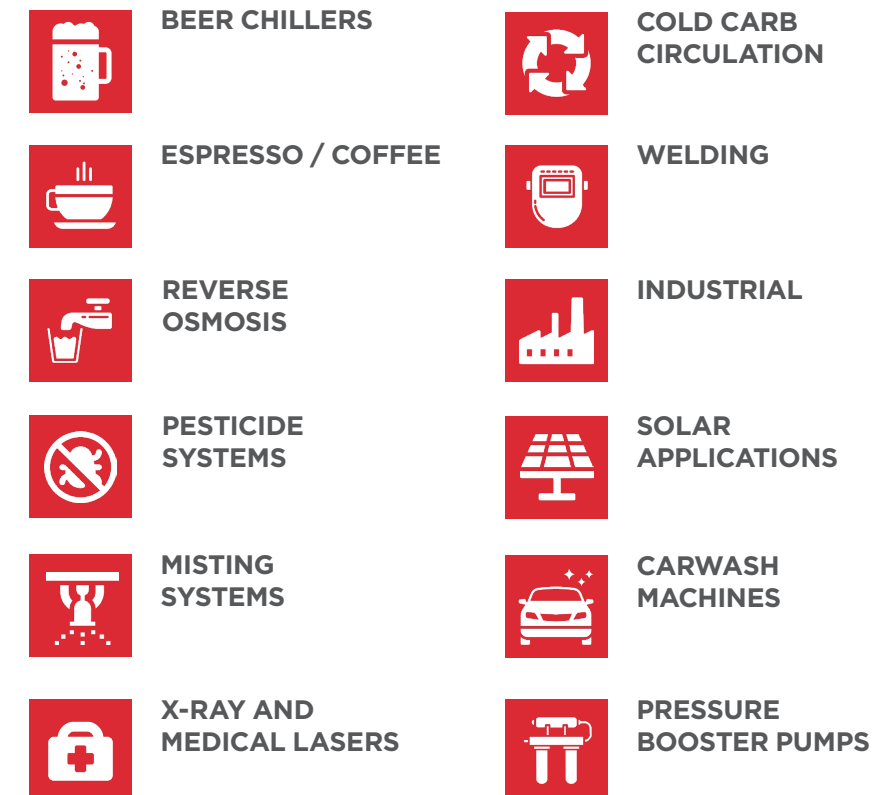 BEER CHILLERS
COLD CARB
CIRCULATION
ESPRESSO / COFFEE
WELDING
REVERSE
OSMOSIS
INDUSTRIAL
PESTICIDE
SYSTEMS
SOLAR
APPLICATIONS
MISTING
SYSTEMS
CARWASH
MACHINES
X-RAY AND
MEDICAL LASERS
PRESSURE
BOOSTER PUMPS